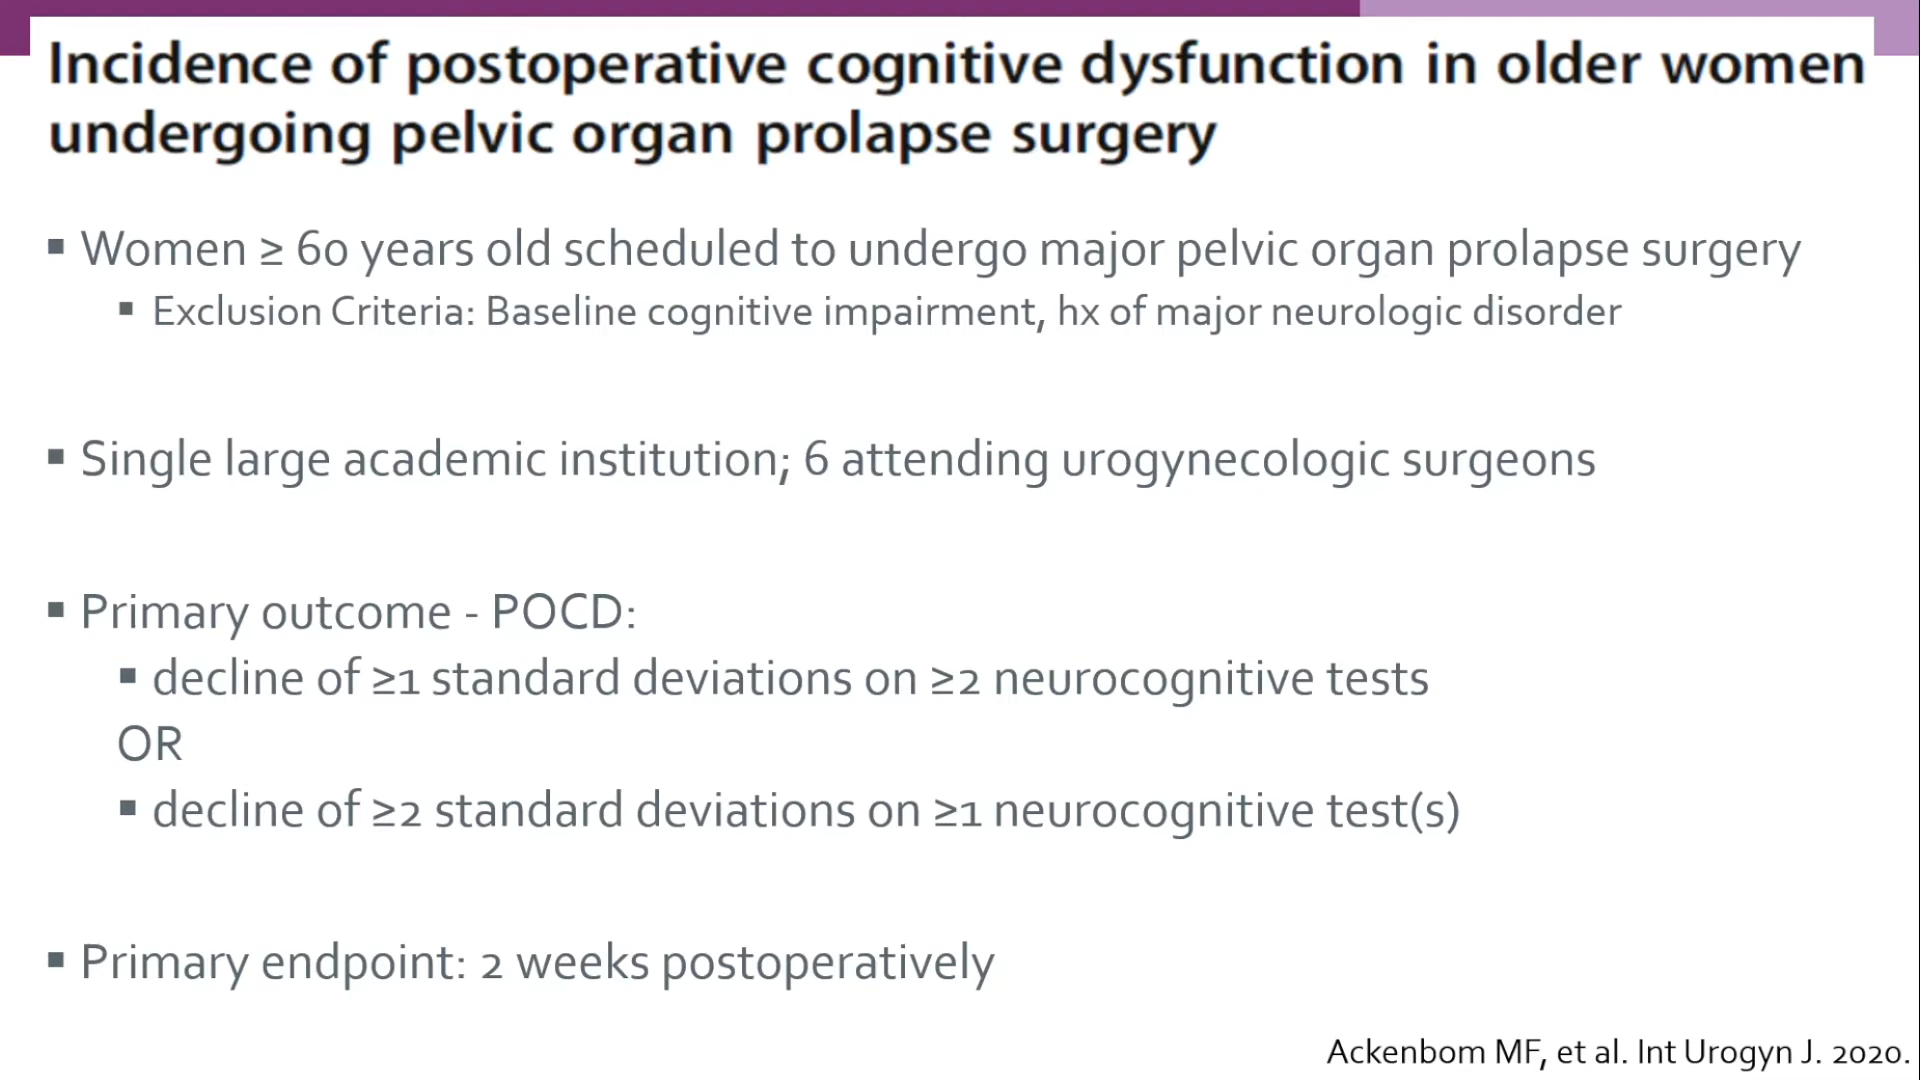 Incidence of postoperative cognitive dysfunction in older women
undergoing pelvic organ prolapse surgery
▪ Women ≥ 60 years old scheduled to undergo major pelvic organ prolapse surgery
▪ Exclusion Criteria: Baseline cognitive impairment, hx of major neurologic disorder
▪ Single large academic institution; 6 attending urogynecologic surgeons
▪ Primary outcome - POCD:
▪ decline of ≥1 standard deviations on ≥2 neurocognitive tests
OR
▪ decline of ≥2 standard deviations on ≥1 neurocognitive test(s)
▪ Primary endpoint: 2 weeks postoperatively
Ackenbom MF, et al. Int Urogyn J. 2020.